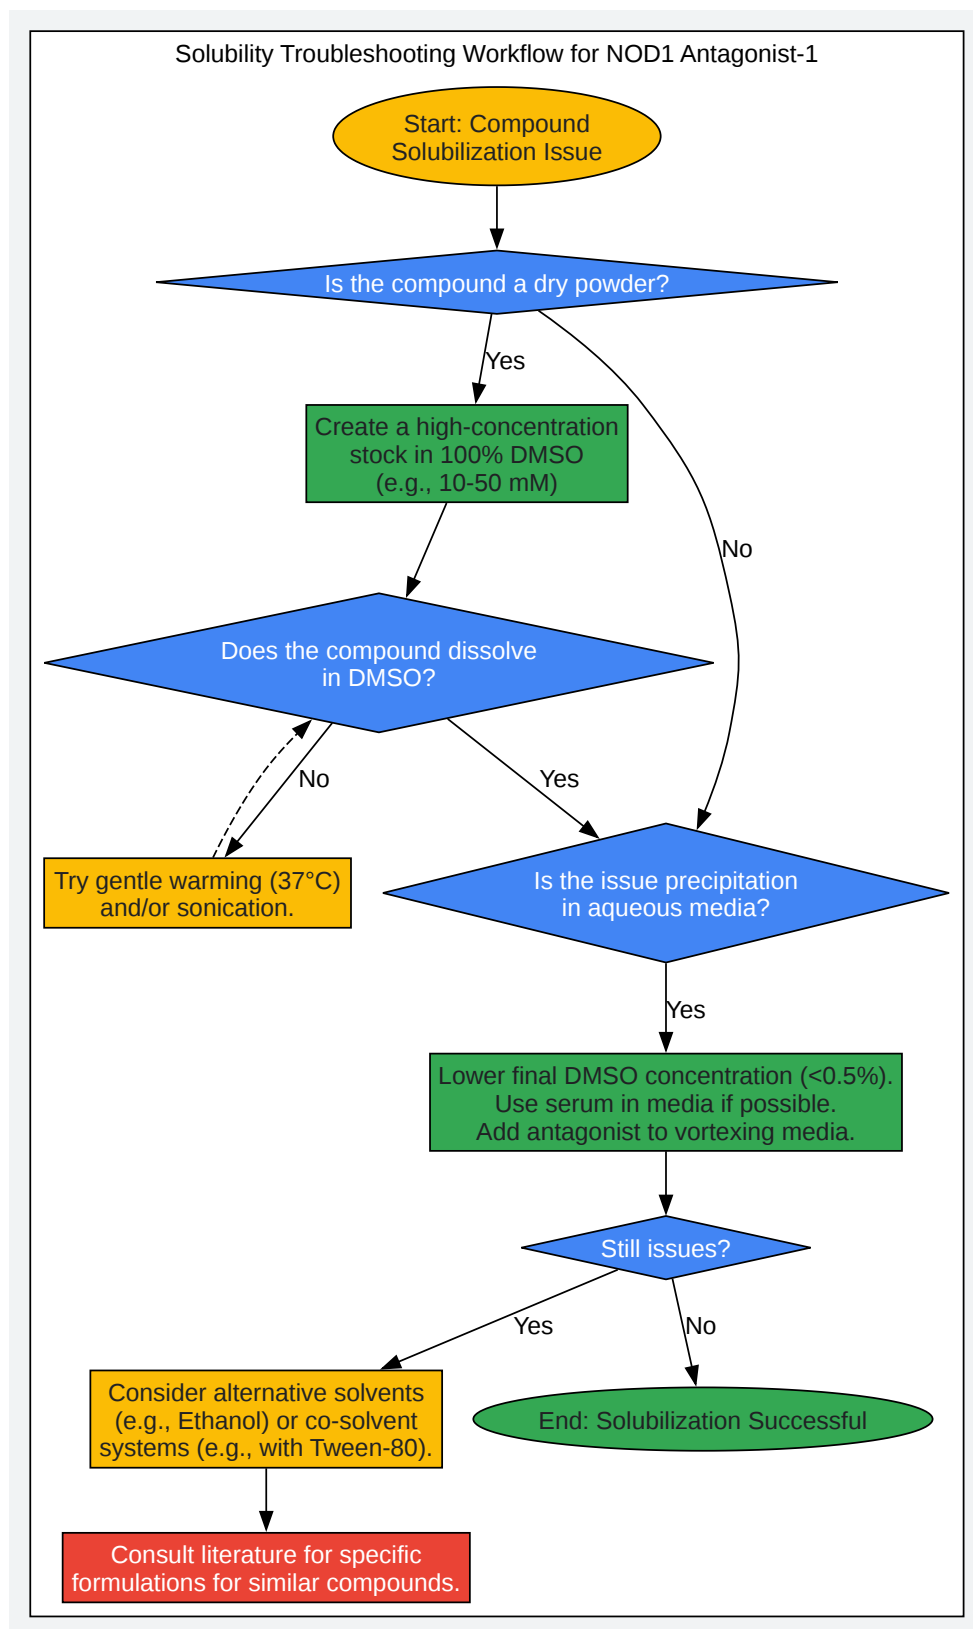 Solubility Troubleshooting Workflow for NOD1 Antagonist-1
Start: Compound
Solubilization Issue
Is the compound a dry powder?
Yes
Create a high-concentration
stock in 100% DMSO
(e.g., 10-50 mM)
No
Does the compound dissolve
in DMSO?
No
Yes
Try gentle warming (37°C)
and/or sonication.
Is the issue precipitation
in aqueous media?
Yes
Lower final DMSO concentration (<0.5%).
Use serum in media if possible.
Add antagonist to vortexing media.
Still issues?
Yes
No
Consider alternative solvents
(e.g., Ethanol) or co-solvent
systems (e.g., with Tween-80).
End: Solubilization Successful
Consult literature for specific
formulations for similar compounds.